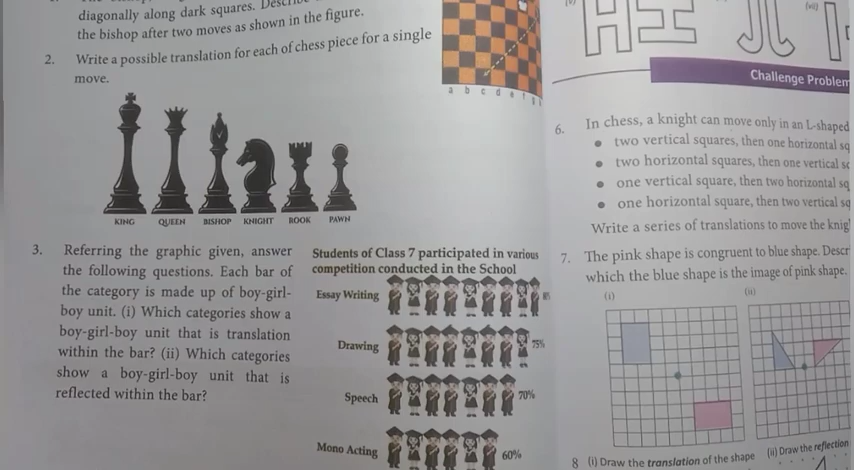 diagonally along dark squares.
the bishop after two moves as shown in the figure.
2. Write a possible translation for each of chess piece for a single
move.
a b c d e f
KING QUEEN BISHOP KNIGHT ROOK PAWN
3. Referring the graphic given, answer
the following questions. Each bar of
the category is made up of boy-girl-
boy unit. (i) Which categories show a
boy-girl-boy unit that is translation
within the bar? (ii) Which categories
show a boy-girl-boy unit that is
reflected within the bar?
Students of Class 7 participated in various
competition conducted in the School
Essay Writing
Drawing 75%
Speech 70%
Mono Acting 60%
(vii)
Challenge Problem
6. In chess, a knight can move only in an L-shaped
• two vertical squares, then one horizontal sq
• two horizontal squares, then one vertical sq
• one vertical square, then two horizontal sq
• one horizontal square, then two vertical sq
Write a series of translations to move the knig
7. The pink shape is congruent to blue shape. Descr
which the blue shape is the image of pink shape.
(i) (ii)
8 (i) Draw the translation of the shape (ii) Draw the reflection